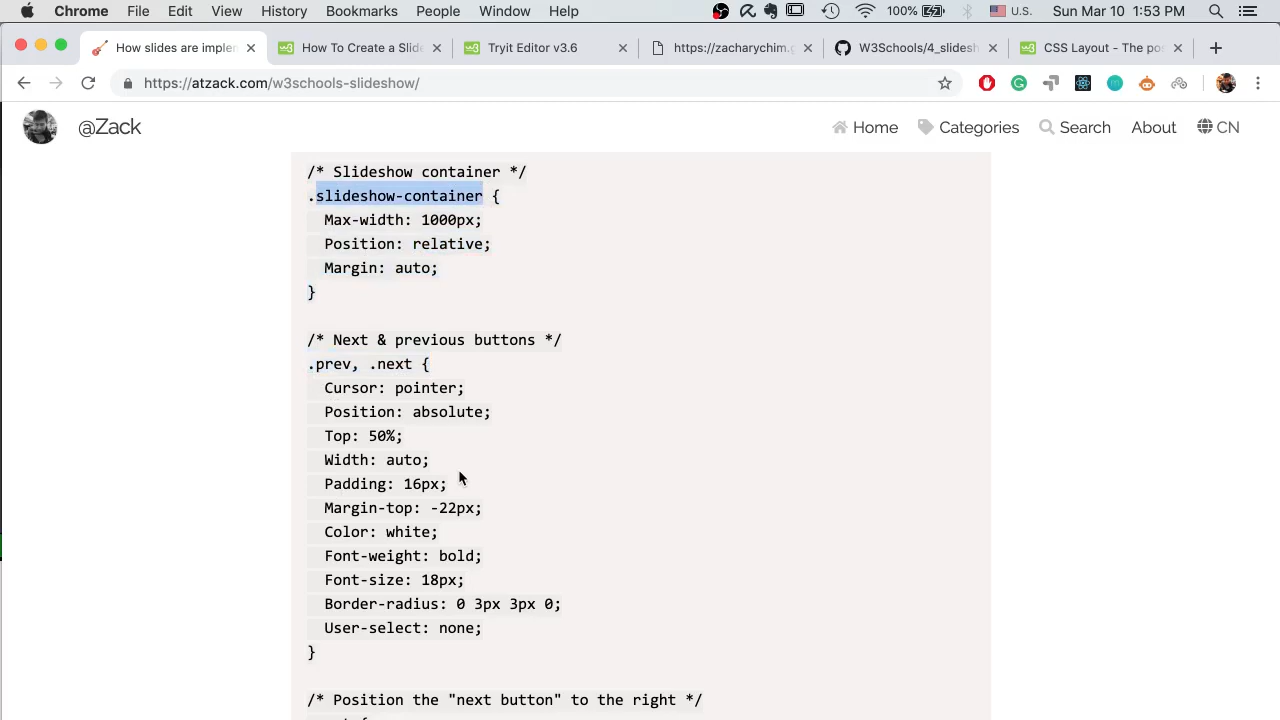 Chrome File Edit View History Bookmarks People Window Help 100% U.S. Sun Mar 10 1:53 PM
How slides are implen How To Create a Slide Tryit Editor v3.6 https://zacharychim.g W3Schools/4_slidesh CSS Layout - The po
https://atzack.com/w3schools-slideshow/
@Zack Home Categories Search About CN
/* Slideshow container */
.slideshow-container {
Max-width: 1000px;
Position: relative;
Margin: auto;
}
/* Next & previous buttons */
.prev, .next {
Cursor: pointer;
Position: absolute;
Top: 50%;
Width: auto;
Padding: 16px;
Margin-top: -22px;
Color: white;
Font-weight: bold;
Font-size: 18px;
Border-radius: 0 3px 3px 0;
User-select: none;
}
/* Position the "next button" to the right */